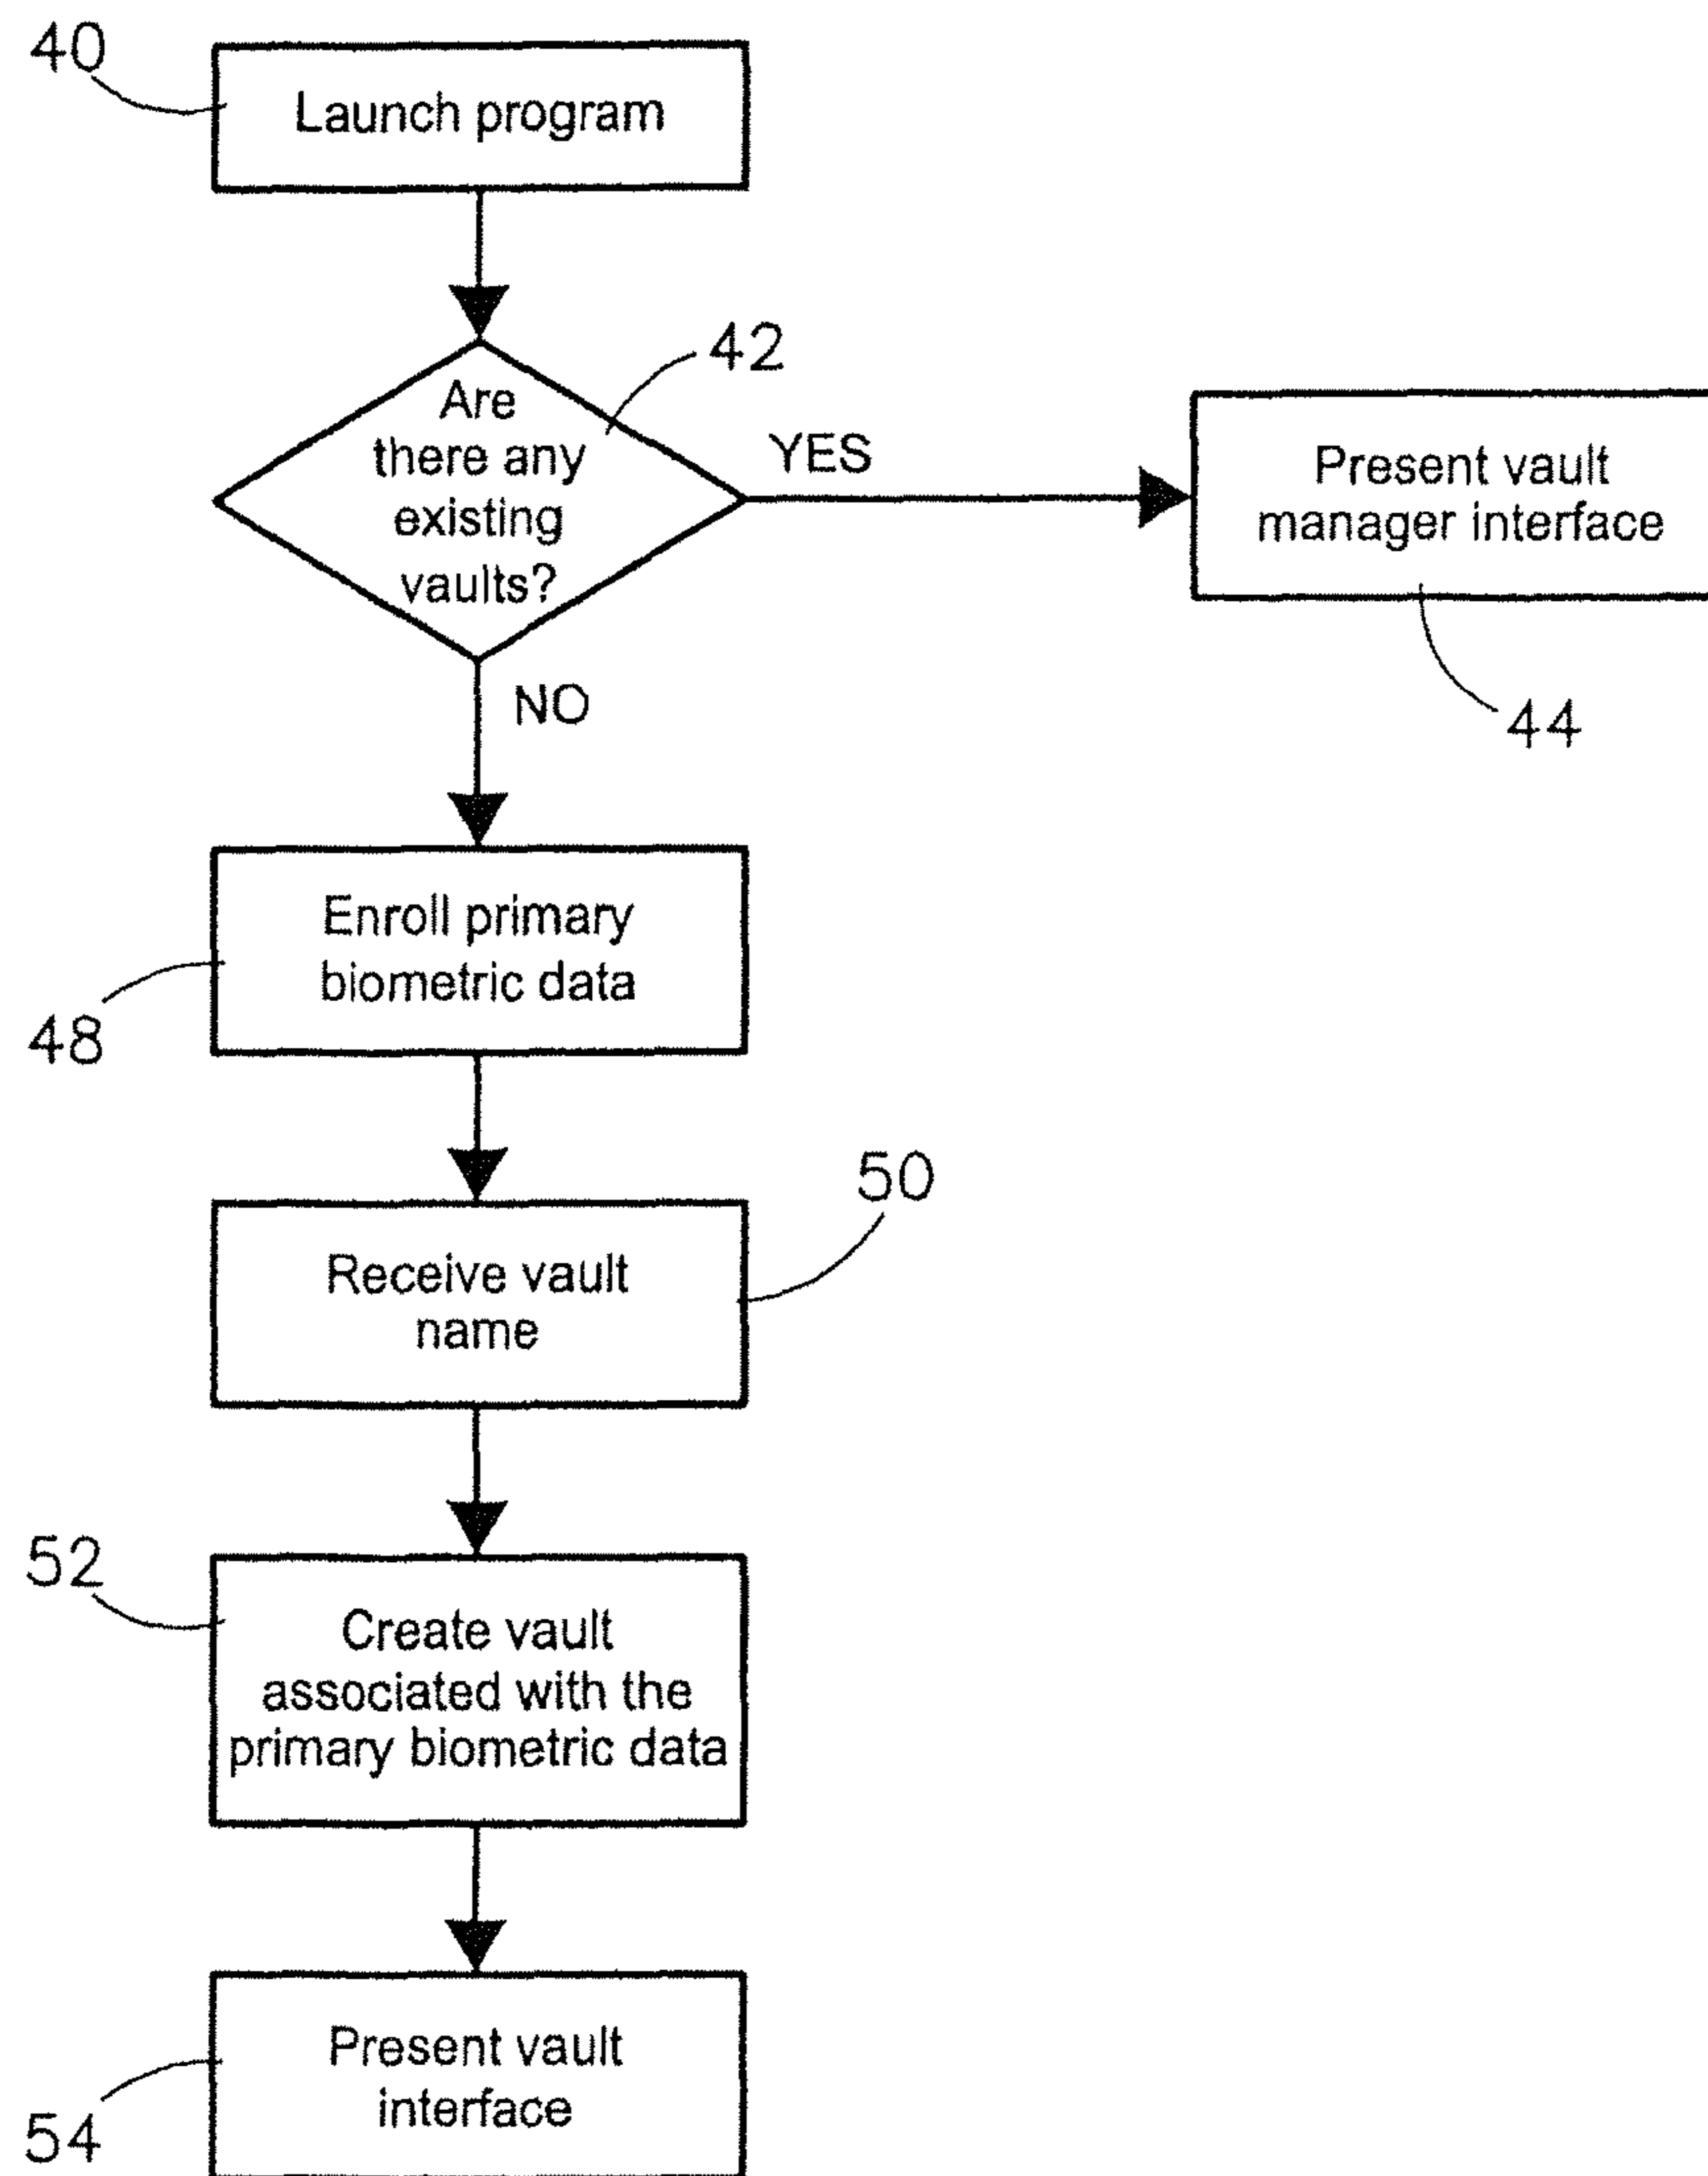 40
Launch program
42
Are
there any
existing
vaults?
YES
Present vault
manager interface
44
NO
Enroll primary
biometric data
48
50
Receive vault
name
52
Create vault
associated with the
primary biometric data
Present vault
interface
54